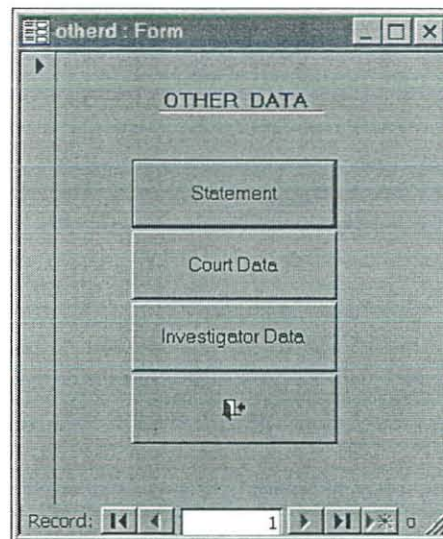 otherd : Form
OTHER DATA
Statement
Court Data
Investigator Data
Record: 1 o